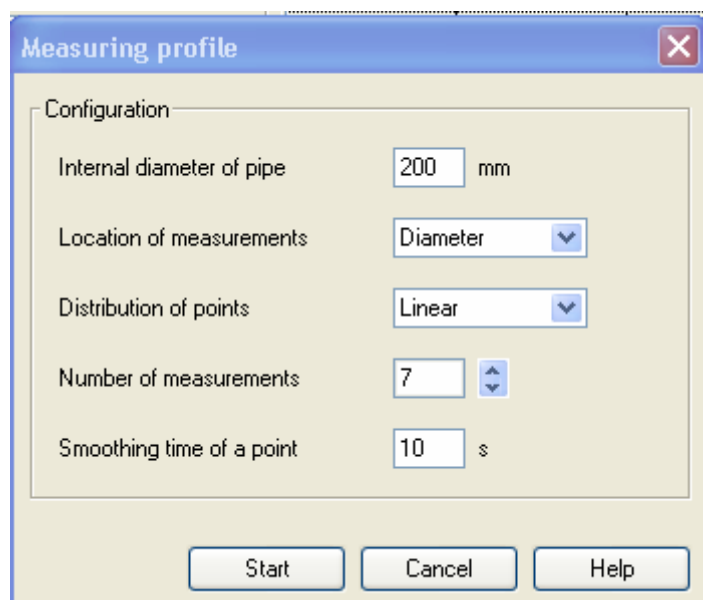 Measuring profile
Configuration
Internal diameter of pipe 200 mm
Location of measurements Diameter
Distribution of points Linear
Number of measurements 7
Smoothing time of a point 10 s
Start Cancel Help